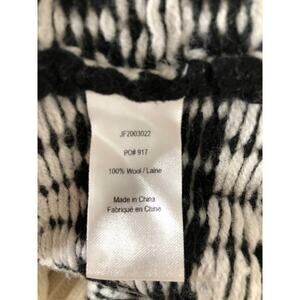 JF2003022
PO# 917
100% Wool / Laine
Made in China
Fabriqué en Chine